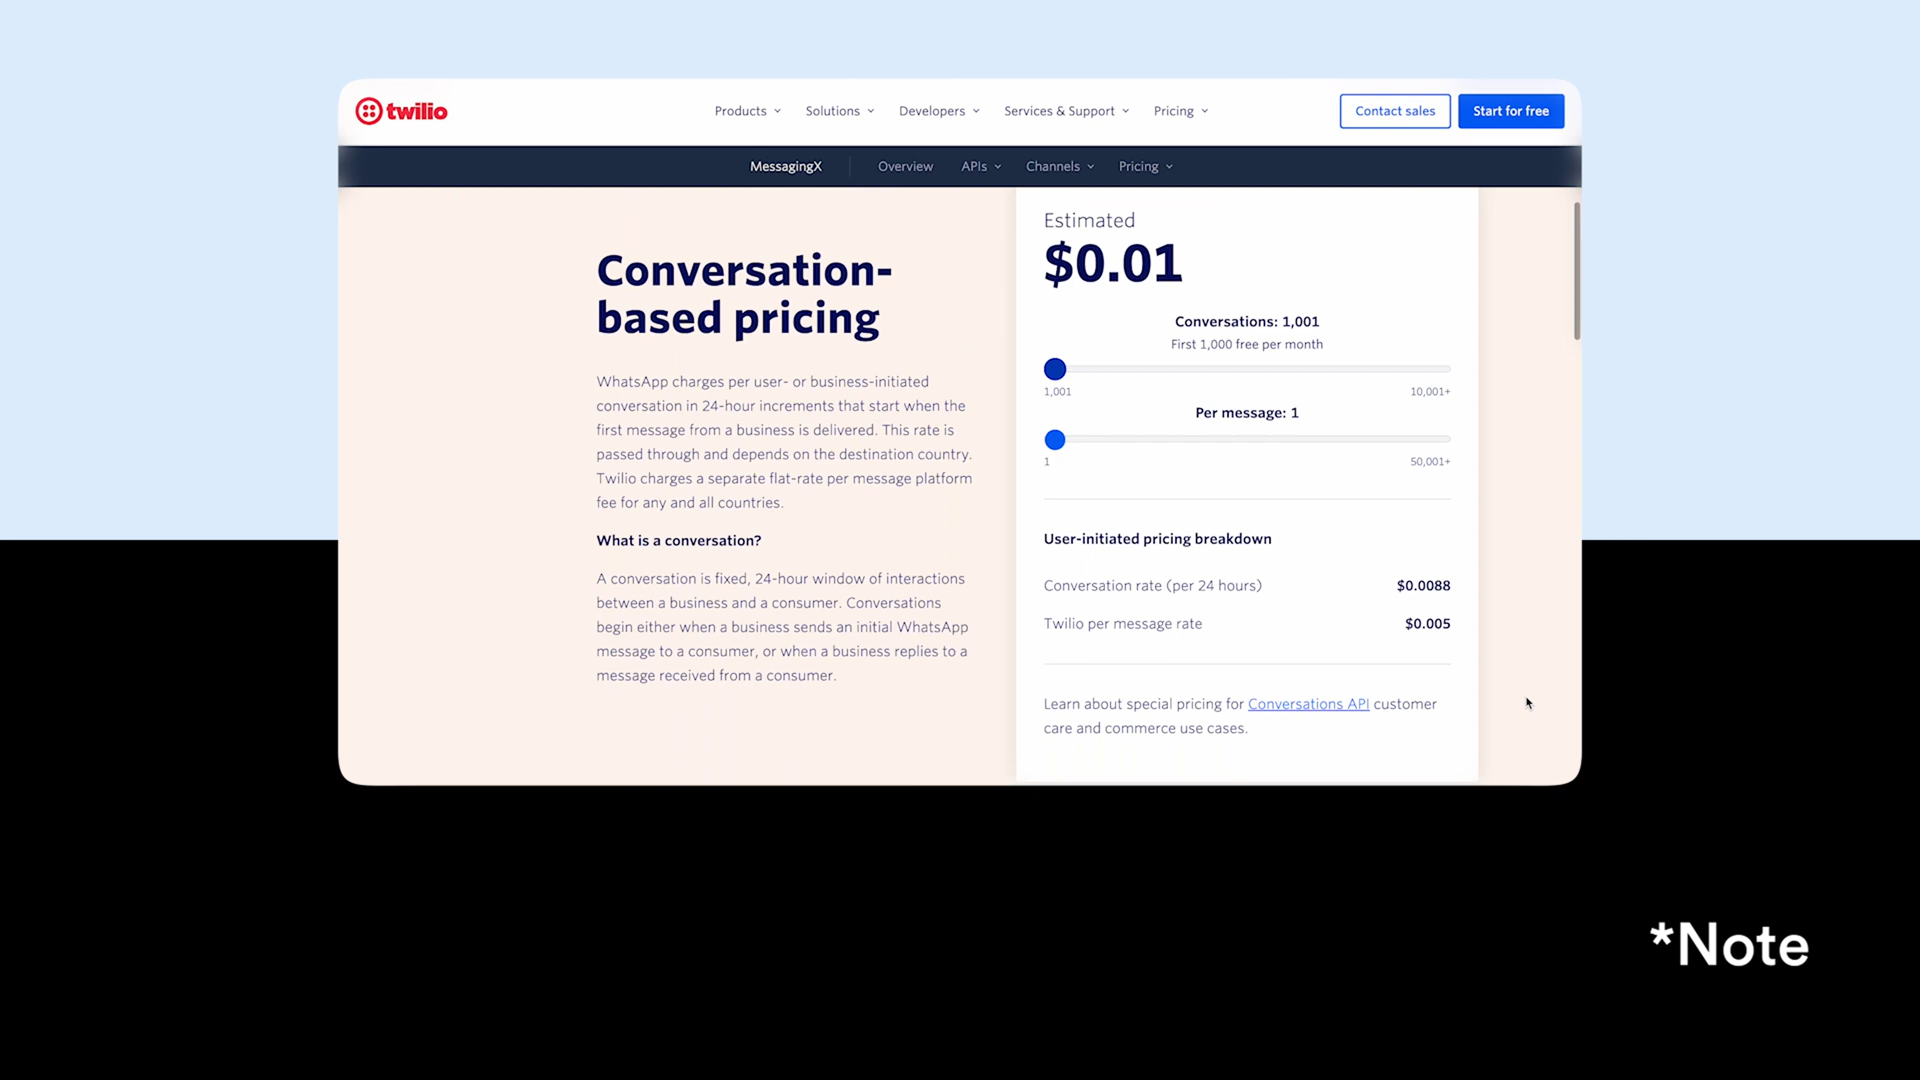 twilio
Products
Solutions
Developers
Services & Support
Pricing
Contact sales
Start for free
MessagingX
Overview
APIs
Channels
Pricing
Conversation-
based pricing
WhatsApp charges per user- or business-initiated
conversation in 24-hour increments that start when the
first message from a business is delivered. This rate is
passed through and depends on the destination country.
Twilio charges a separate flat-rate per message platform
fee for any and all countries.
What is a conversation?
A conversation is fixed, 24-hour window of interactions
between a business and a consumer. Conversations
begin either when a business sends an initial WhatsApp
message to a consumer, or when a business replies to a
message received from a consumer.
Estimated
$0.01
Conversations: 1,001
First 1,000 free per month
1,001 10,001+
Per message: 1
1 50,001+
User-initiated pricing breakdown
Conversation rate (per 24 hours) $0.0088
Twilio per message rate $0.005
Learn about special pricing for Conversations API customer
care and commerce use cases.
*Note